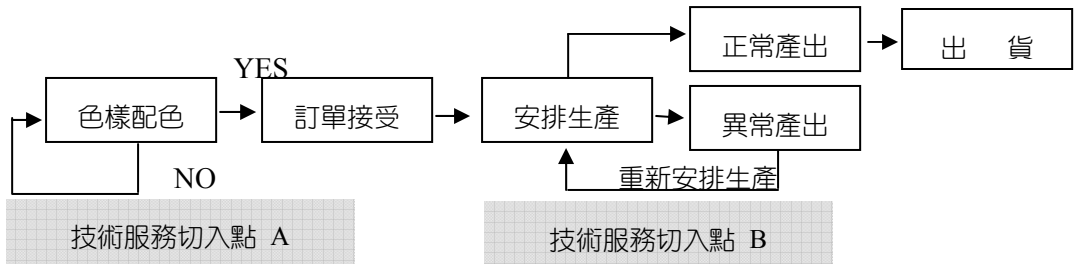 正常產出
出 貨
YES
色樣配色
訂單接受
安排生產
異常產出
NO
重新安排生產
技術服務切入點 A
技術服務切入點 B